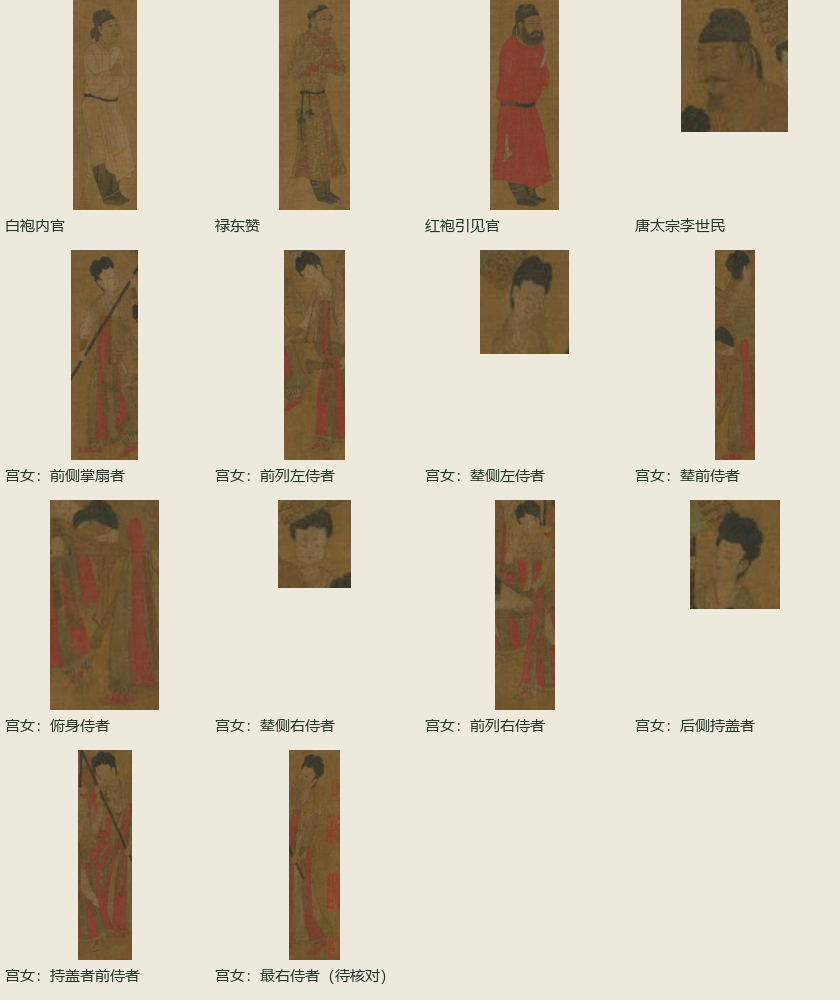 白袍内官
禄东赞
红袍引见官
唐太宗李世民
宫女：前侧掌扇者
宫女：前列左侍者
宫女：辇侧左侍者
宫女：辇前侍者
宫女：俯身侍者
宫女：辇侧右侍者
宫女：前列右侍者
宫女：后侧持盖者
宫女：持盖者前侍者
宫女：最右侍者（待核对）